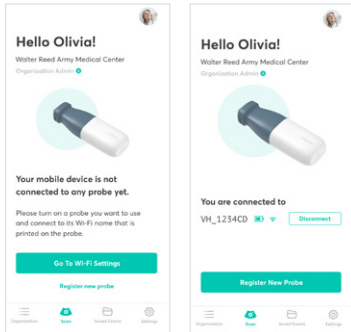 Hello Olivia!
Walter Reed Army Medical Center
Organization Admin
Your mobile device is not
connected to any probe yet.
Please turn on a probe you want to use
and connect to its Wi-Fi name that is
printed on the probe.
Go To Wi-Fi Settings
Register new probe
Organization
Scan
Saved Exams
Settings
Hello Olivia!
Walter Reed Army Medical Center
Organization Admin
You are connected to
VH_1234CD
Disconnect
Register New Probe
Organization
Scan
Saved Exams
Settings